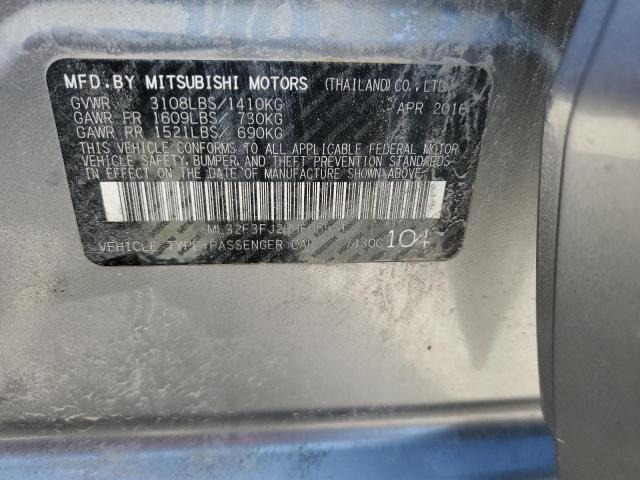 MFD.BY MITSUBISHI MOTORS (THAILAND)CO.,LTD.
GVWR 3108LBS/1410KG APR 2016
GAWR FR 1609LBS 730KG
GAWR RR 1521LBS 690KG
THIS VEHICLE CONFORMS TO ALL APPLICABLE FEDERAL MOTOR
VEHICLE SAFETY, BUMPER, AND THEFT PREVENTION STANDARDS
IN EFFECT ON THE DATE OF MANUFACTURE SHOWN ABOVE.
VEHICLE TYPE:PASSENGER CAR 104